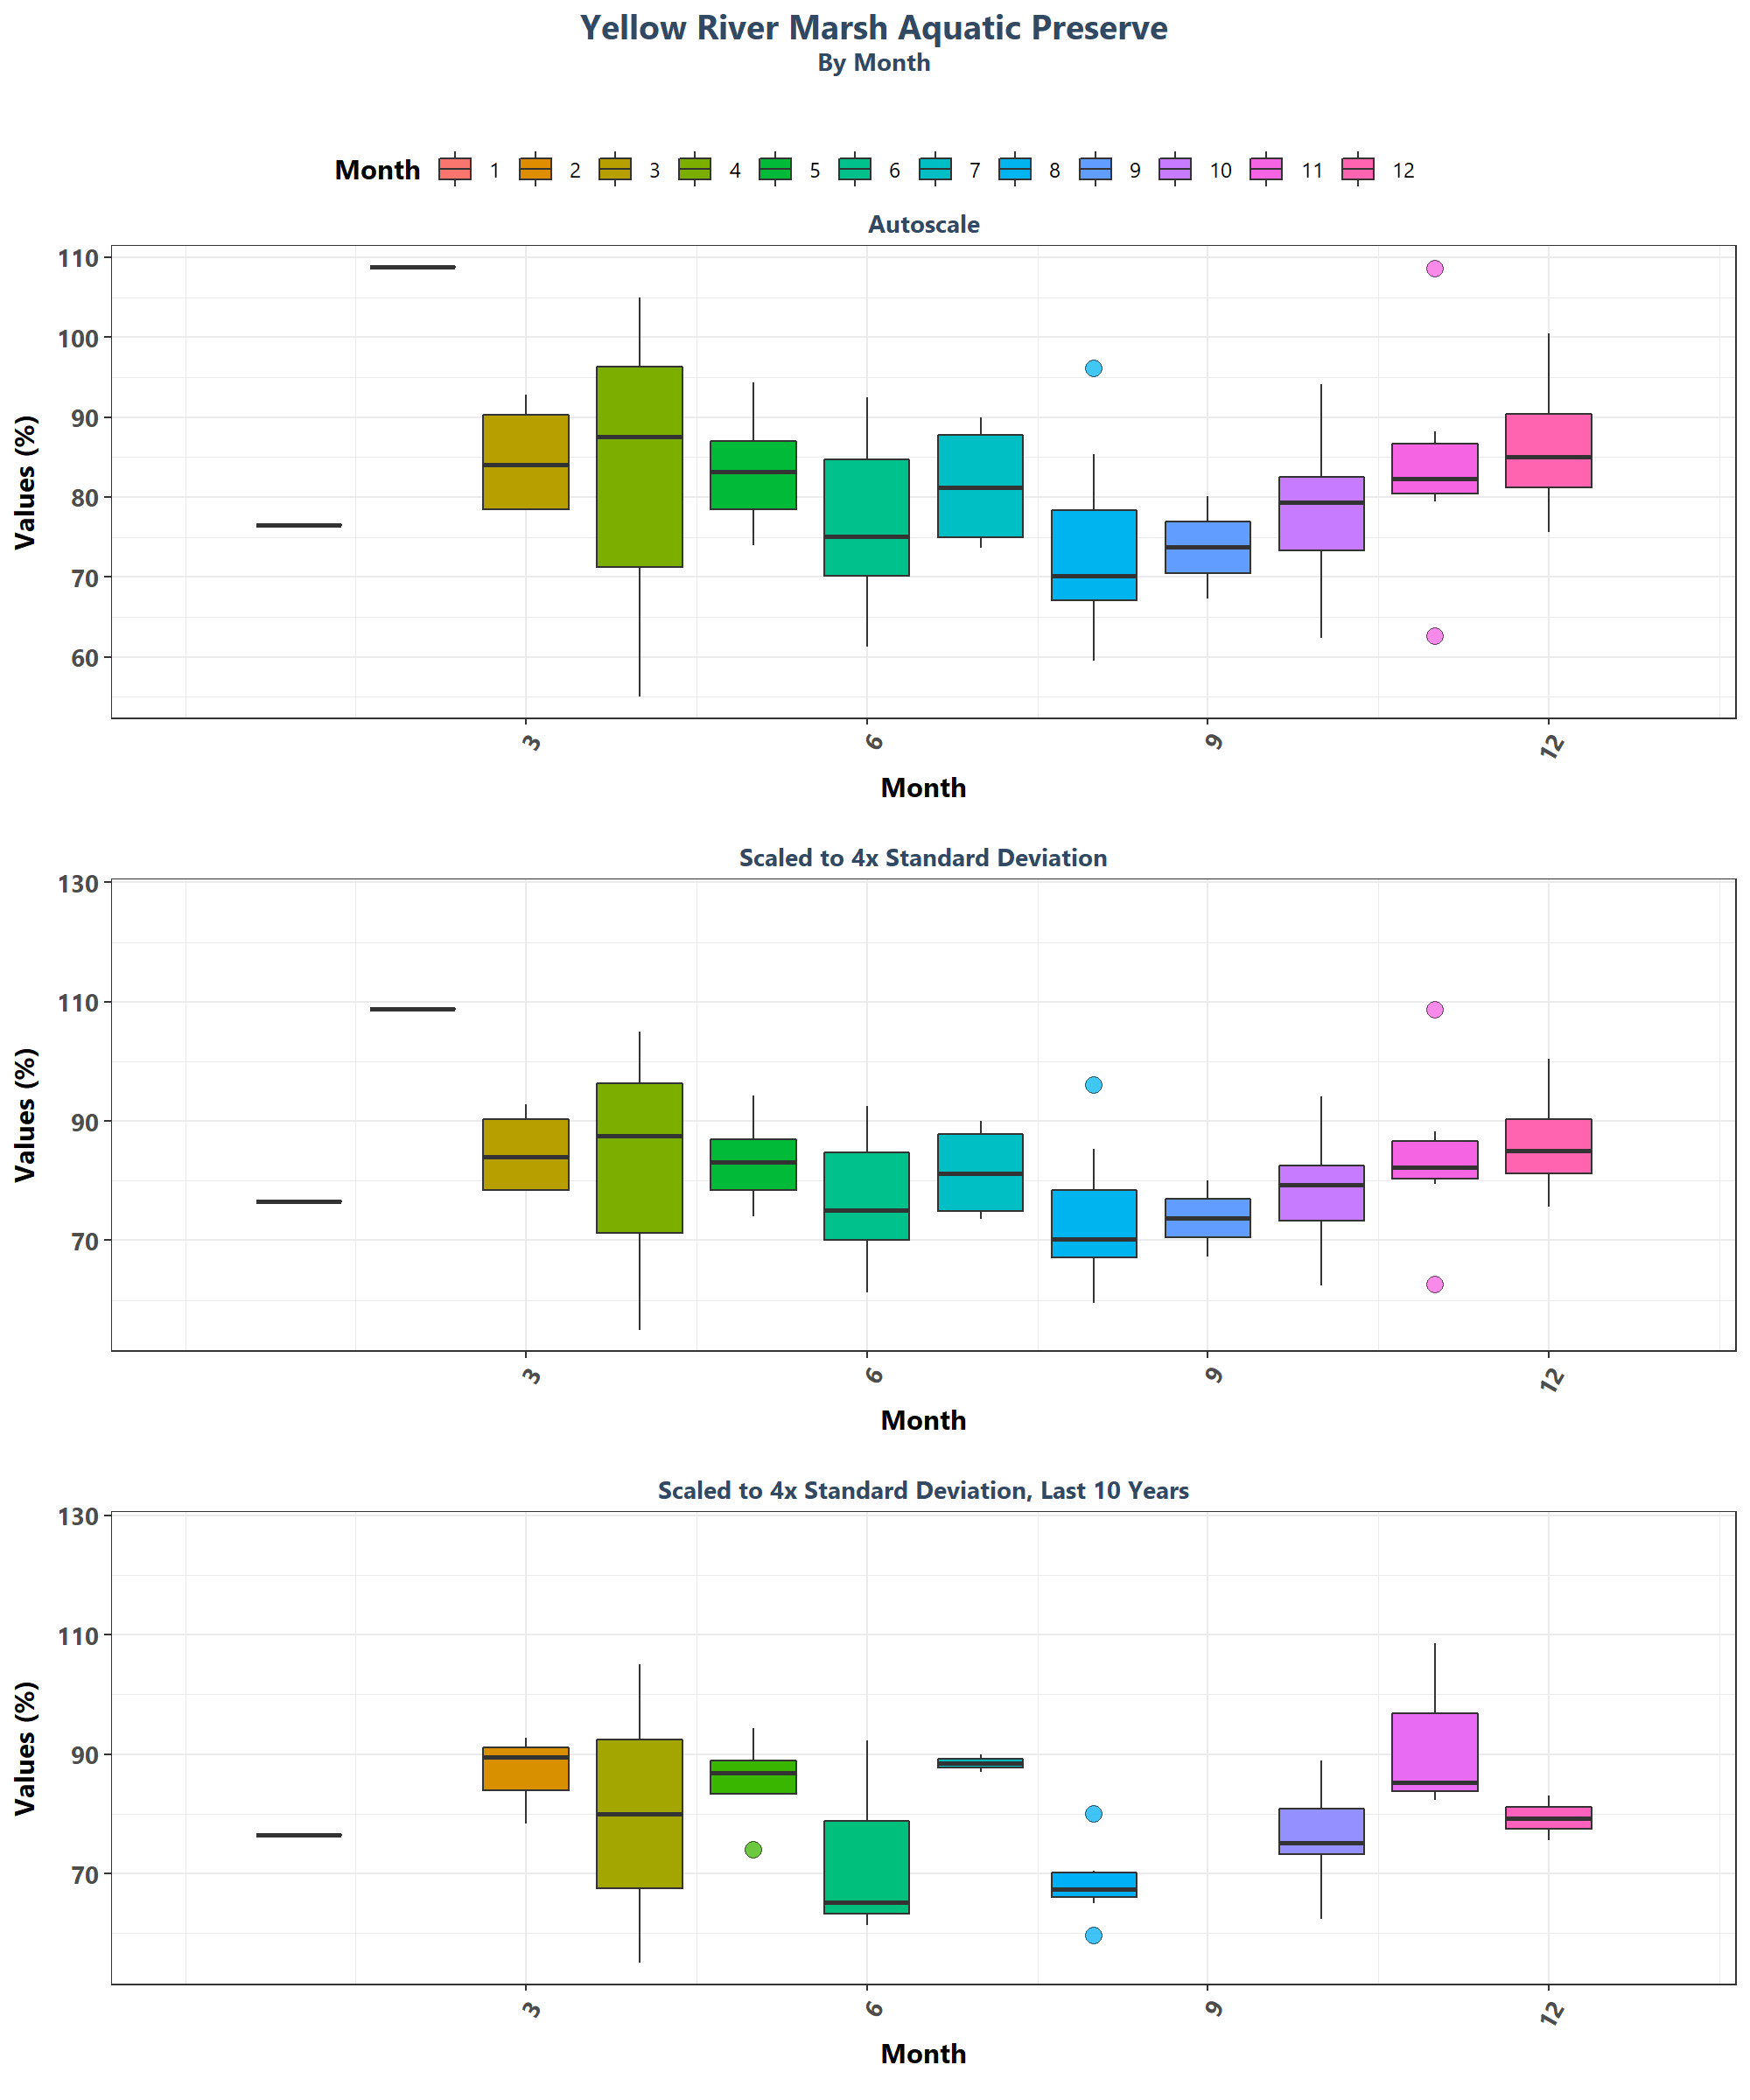 Yellow River Marsh Aquatic Preserve
By Month
Month 1 2 3 4 5 6 7 8 9 10 11 12
Autoscale
Values (%)
110
100
90
80
70
60
3 6 9 12
Month
Scaled to 4x Standard Deviation
Values (%)
130
110
90
70
3 6 9 12
Month
Scaled to 4x Standard Deviation, Last 10 Years
Values (%)
130
110
90
70
3 6 9 12
Month